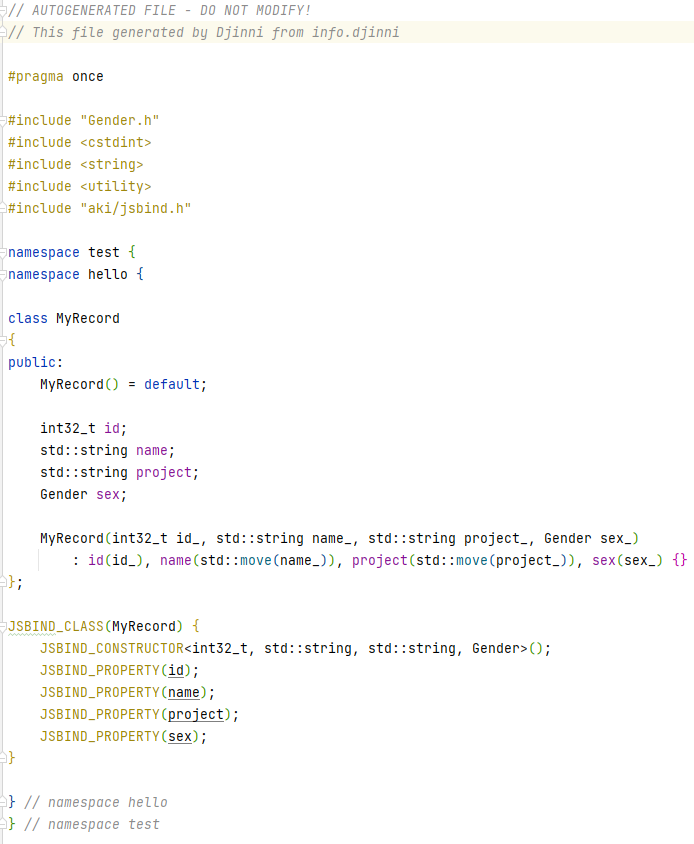 // AUTOGENERATED FILE - DO NOT MODIFY!
// This file generated by Djinni from info.djinni
#pragma once
#include "Gender.h"
#include <cstdint>
#include <string>
#include <utility>
#include "aki/jsbind.h"
namespace test {
namespace hello {
class MyRecord
{
public:
    MyRecord() = default;
    int32_t id;
    std::string name;
    std::string project;
    Gender sex;
    MyRecord(int32_t id_, std::string name_, std::string project_, Gender sex_)
        : id(id_), name(std::move(name_)), project(std::move(project_)), sex(sex_) {}
};
JSBIND_CLASS(MyRecord) {
    JSBIND_CONSTRUCTOR<int32_t, std::string, std::string, Gender>();
    JSBIND_PROPERTY(id);
    JSBIND_PROPERTY(name);
    JSBIND_PROPERTY(project);
    JSBIND_PROPERTY(sex);
}
} // namespace hello
} // namespace test